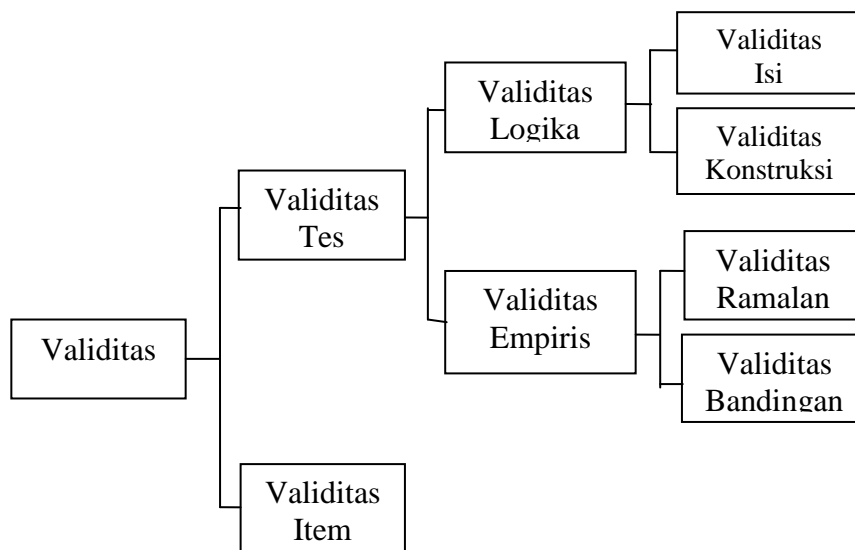 Validitas
Validitas
Tes
Validitas
Item
Validitas
Logika
Validitas
Empiris
Validitas
Isi
Validitas
Konstruksi
Validitas
Ramalan
Validitas
Bandingan